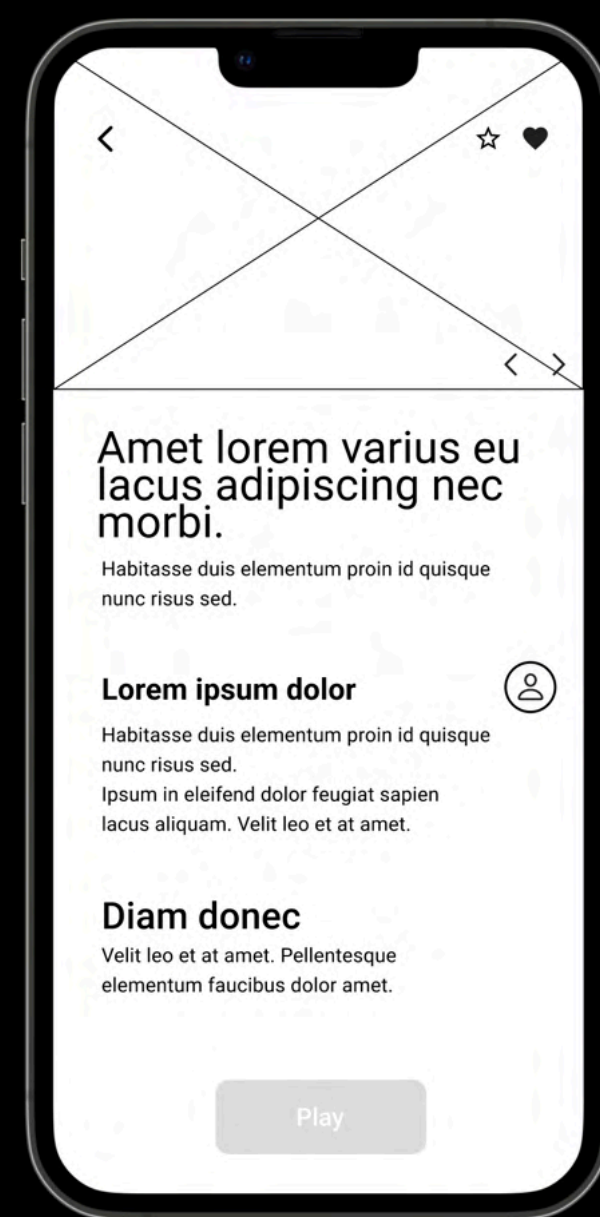 Amet lorem varius eu
lacus adipiscing nec
morbi.
Habitasse duis elementum proin id quisque
nunc risus sed.
Lorem ipsum dolor
Habitasse duis elementum proin id quisque
nunc risus sed.
Ipsum in eleifend dolor feugiat sapien
lacus aliquam. Velit leo et at amet.
Diam donec
Velit leo et at amet. Pellentesque
elementum faucibus dolor amet.
Play